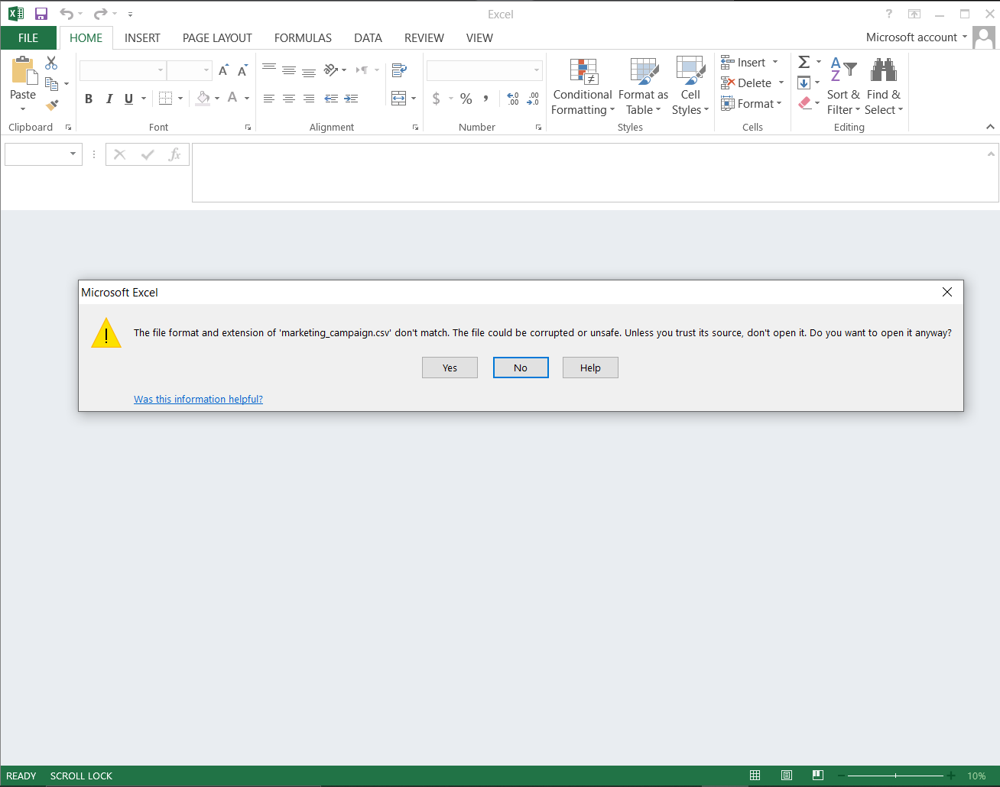 Excel
FILE HOME INSERT PAGE LAYOUT FORMULAS DATA REVIEW VIEW Microsoft account
Paste
B I U A A A
$ % , .00
Conditional Formatting
Format as Table
Cell Styles
Insert
Delete
Format
Sort & Filter
Find & Select
Clipboard Font Alignment Number Styles Cells Editing
fx
Microsoft Excel
The file format and extension of 'marketing_campaign.csv' don't match. The file could be corrupted or unsafe. Unless you trust its source, don't open it. Do you want to open it anyway?
Yes No Help
Was this information helpful?
READY SCROLL LOCK 10%